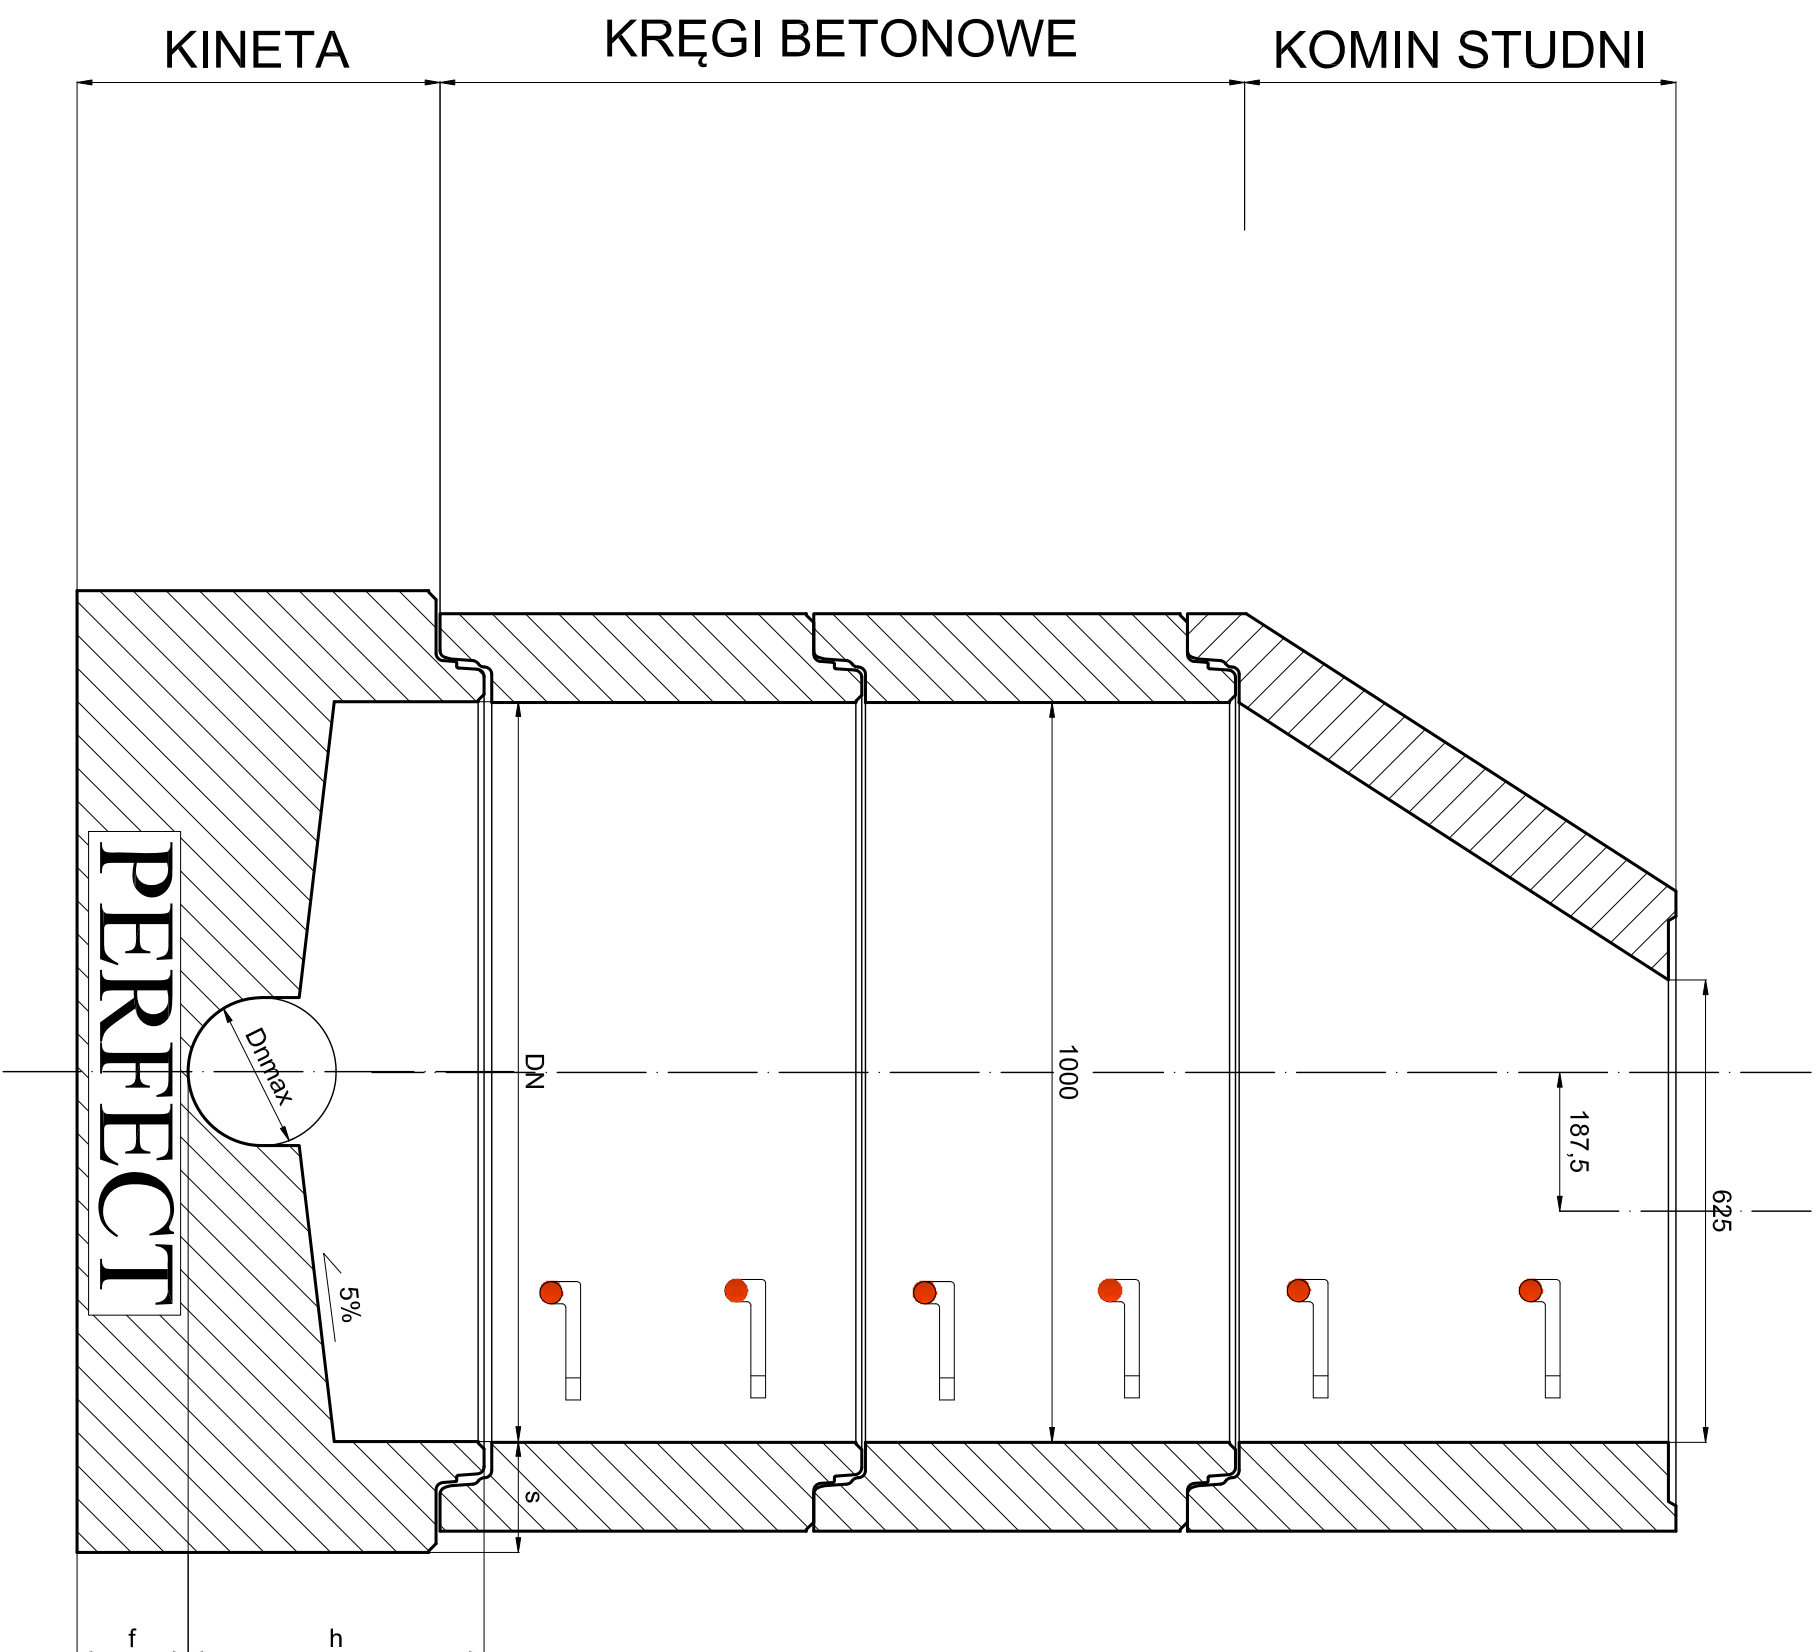 KINETA
KRĘGI BETONOWE
KOMIN STUDNI
PERFECT
Dnmax
DN
1000
187,5
625
5%
s
f
h